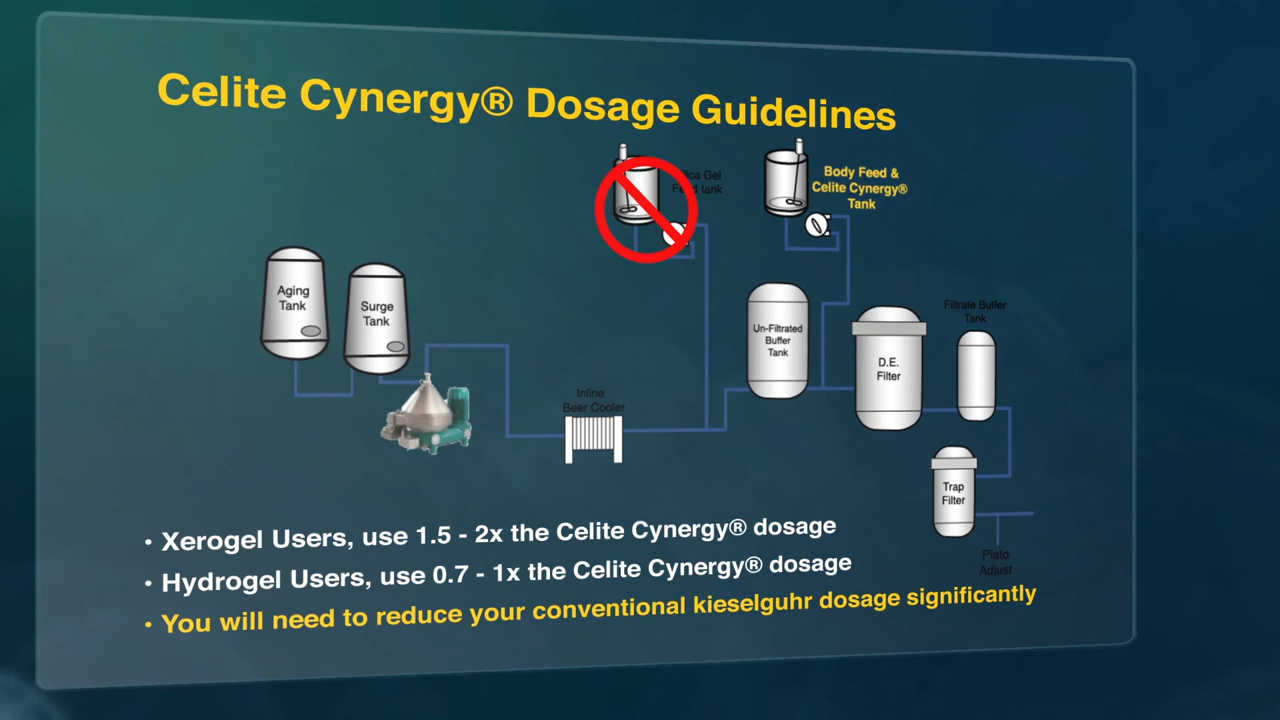 Celite Cynergy® Dosage Guidelines
Gel
tank
Body Feed &
Celite Cynergy®
Tank
Aging
Tank
Surge
Tank
Un-Filtrated
Buffer
Tank
D.E.
Filter
Filtrate Buffer
Tank
Inline
Beer Cooler
Trap
Filter
Plato
Adjust
• Xerogel Users, use 1.5 - 2x the Celite Cynergy® dosage
• Hydrogel Users, use 0.7 - 1x the Celite Cynergy® dosage
• You will need to reduce your conventional kieselguhr dosage significantly